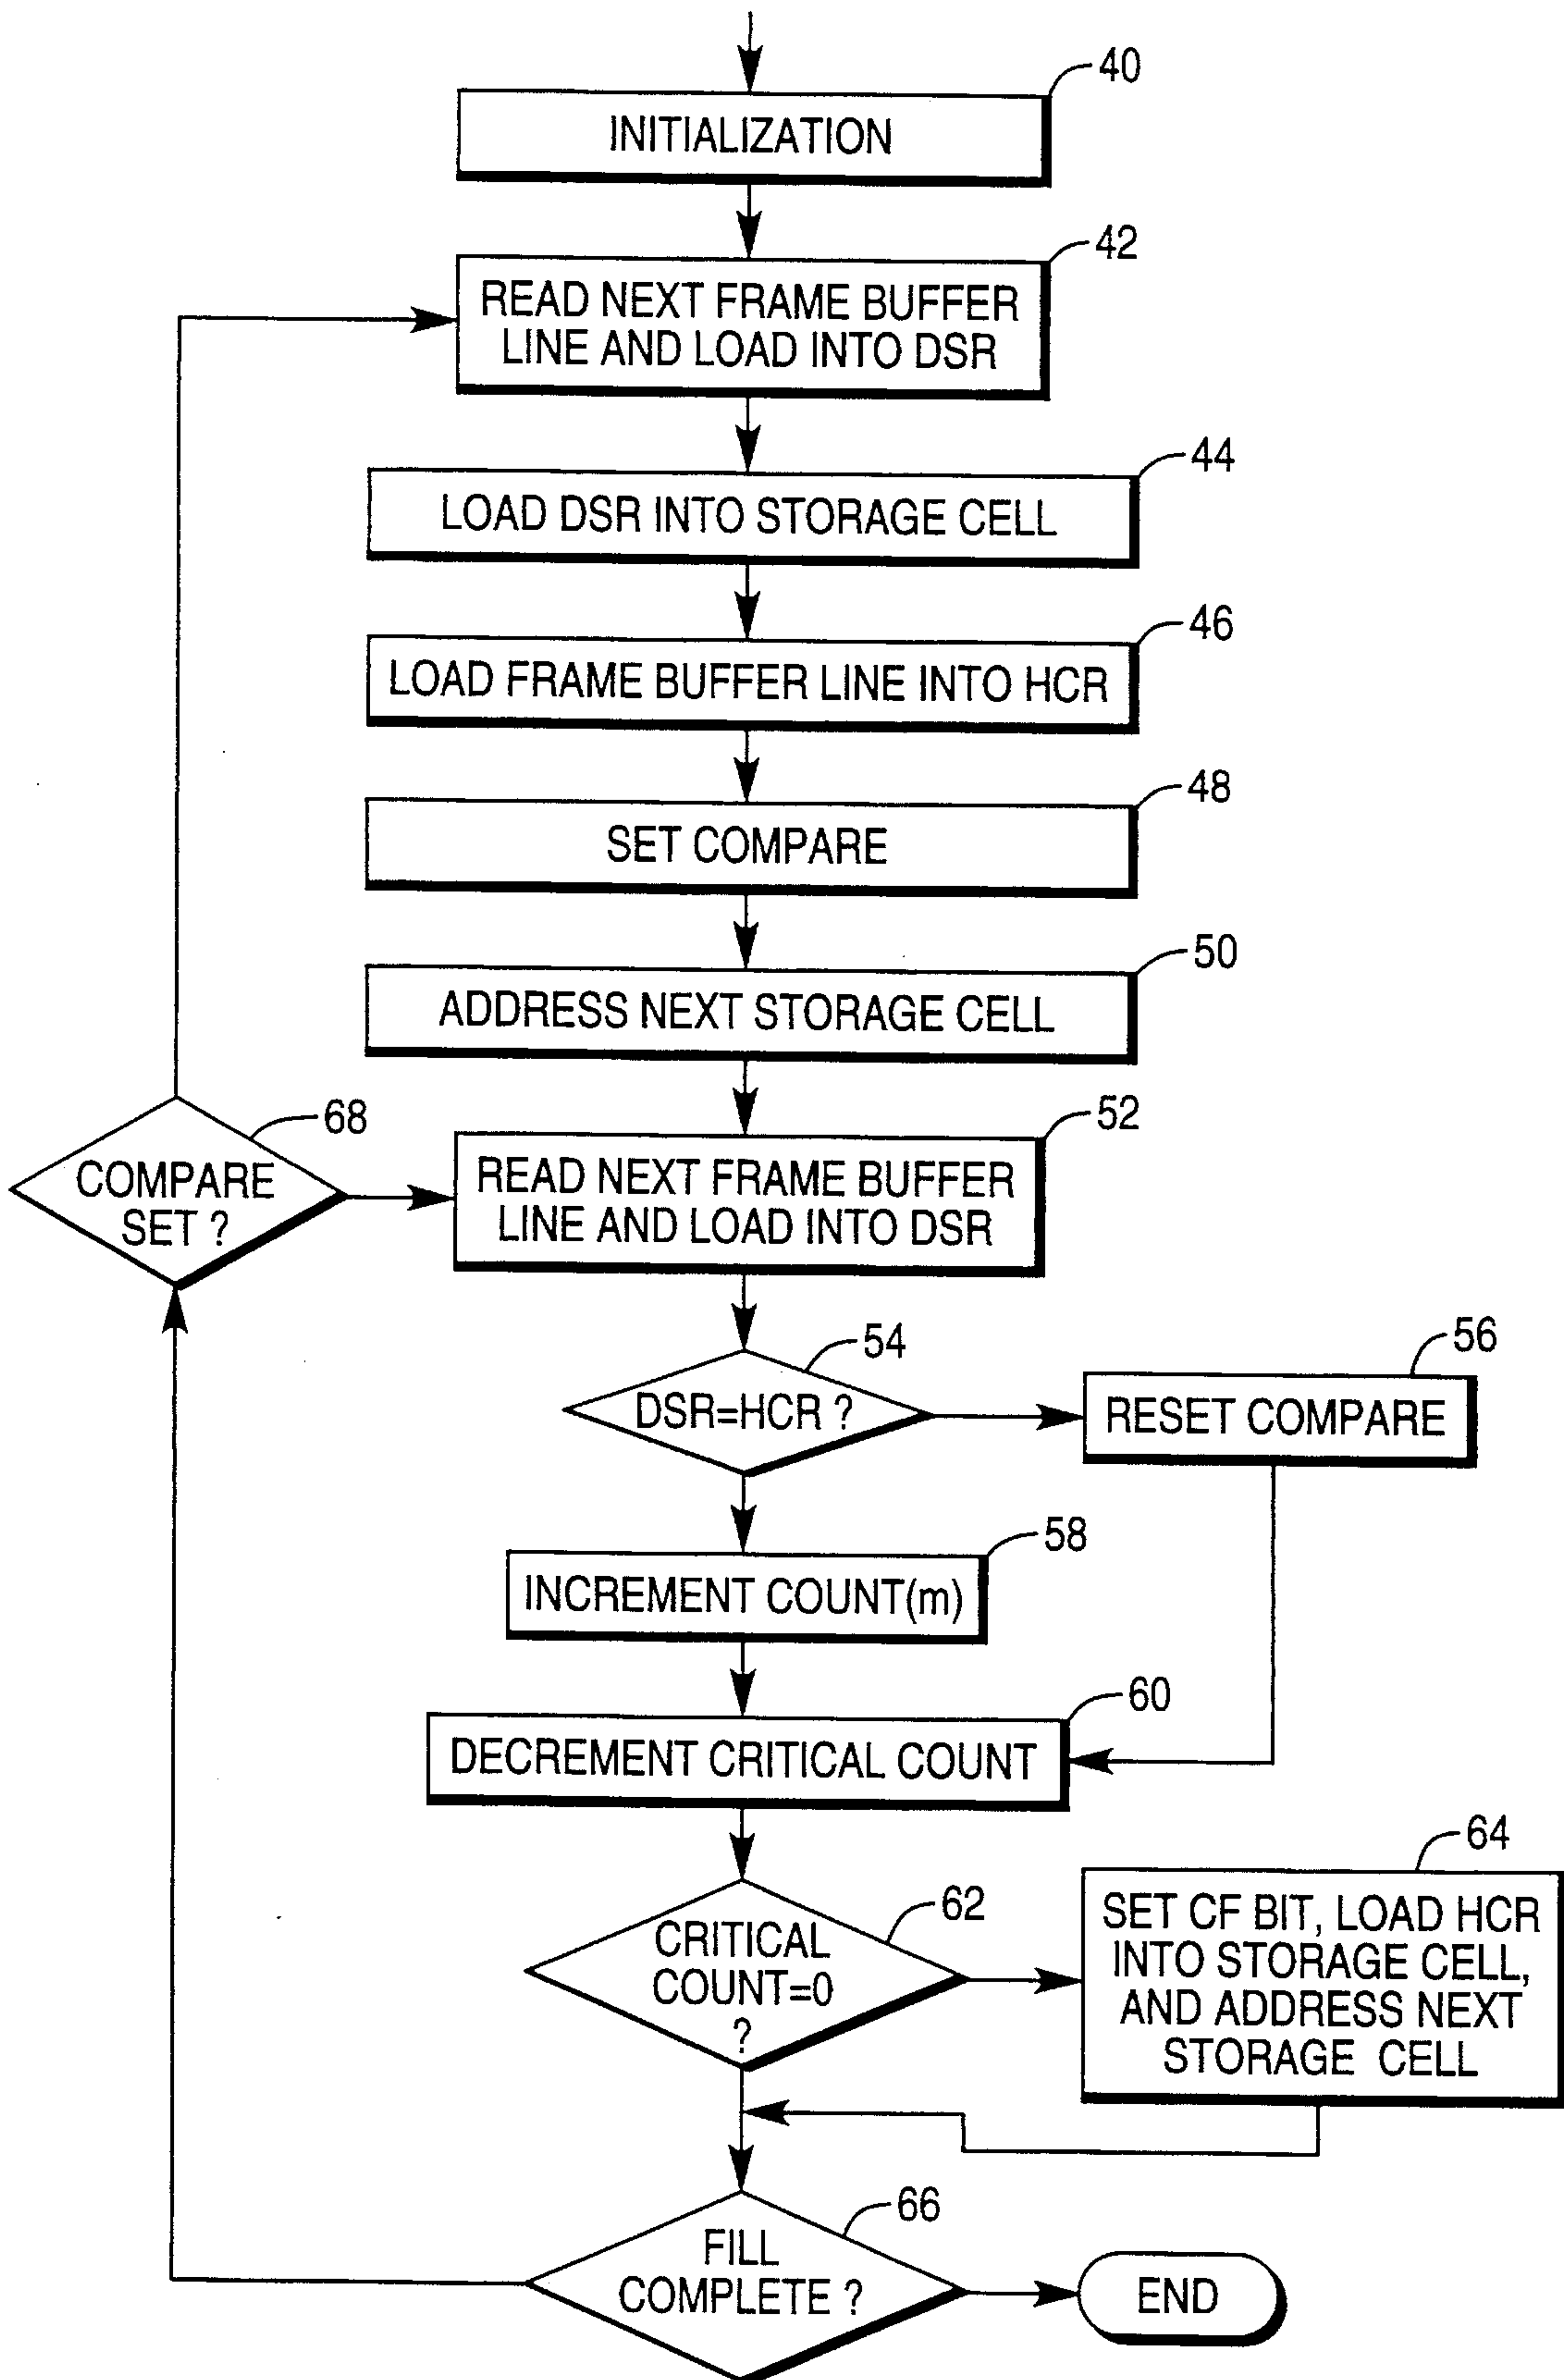 40
INITIALIZATION
42
READ NEXT FRAME BUFFER
LINE AND LOAD INTO DSR
44
LOAD DSR INTO STORAGE CELL
46
LOAD FRAME BUFFER LINE INTO HCR
48
SET COMPARE
50
ADDRESS NEXT STORAGE CELL
68
COMPARE
SET ?
52
READ NEXT FRAME BUFFER
LINE AND LOAD INTO DSR
54
DSR=HCR ?
56
RESET COMPARE
58
INCREMENT COUNT(m)
60
DECREMENT CRITICAL COUNT
62
CRITICAL
COUNT=0
?
64
SET CF BIT, LOAD HCR
INTO STORAGE CELL,
AND ADDRESS NEXT
STORAGE CELL
66
FILL
COMPLETE ?
END